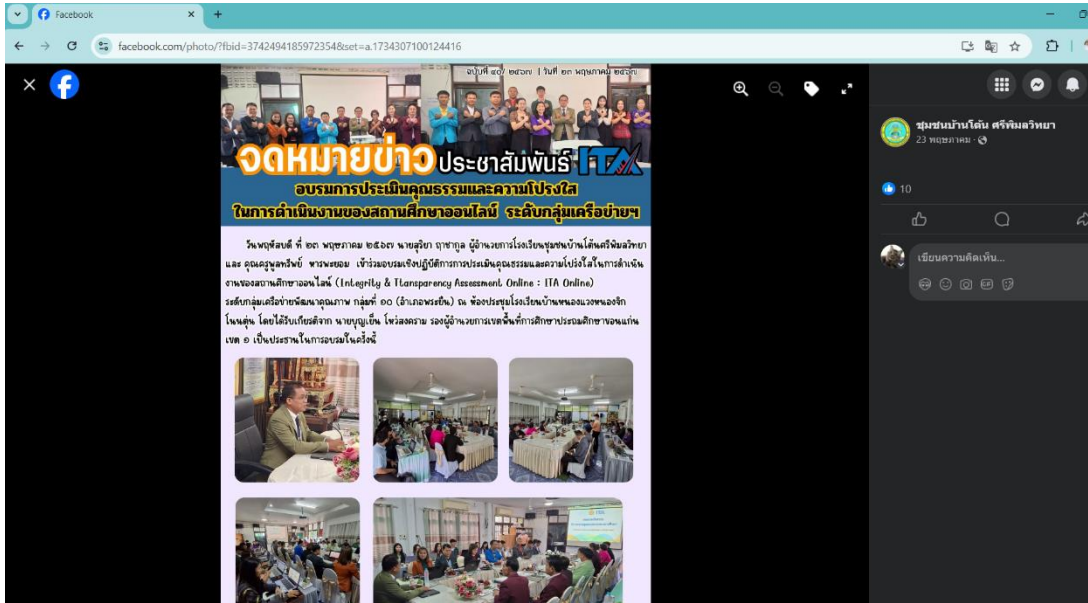 Facebook
facebook.com/photo/?fbid=374249418597235&set=a.1734307100124416
ฉบับที่ ๔๐/ ๒๕๖๗ | วันที่ ๒๓ พฤษภาคม ๒๕๖๗
จดหมายข่าว ประชาสัมพันธ์ ITA
อบรมการประเมินคุณธรรมและความโปร่งใส
ในการดำเนินงานของสถานศึกษาออนไลน์ ระดับกลุ่มเครือข่ายฯ
วันพฤหัสบดี ที่ ๒๓ พฤษภาคม ๒๕๖๗ นายสุริยา ฤาชากูล ผู้อำนวยการโรงเรียนชุมชนบ้านโต้นศรีพิมลวิทยา
และ คุณครูพูลทรัพย์ หารพะยอม เข้าร่วมอบรมเชิงปฏิบัติการการประเมินคุณธรรมและความโปร่งใสในการดำเนิน
งานของสถานศึกษาออนไลน์ (Integrity & Ttansparency Assessment Online : ITA Online)
ระดับกลุ่มเครือข่ายพัฒนาคุณภาพ กลุ่มที่ ๑๐ (อำเภอพระยืน) ณ ห้องประชุมโรงเรียนบ้านหนองแวงหนองจิก
โนนตุ่น โดยได้รับเกียรติจาก นายบุญเย็น โหว่สงคราม รองผู้อำนวยการเขตพื้นที่การศึกษาประถมศึกษาขอนแก่น
เขต ๑ เป็นประธานในการอบรมในครั้งนี้
ชุมชนบ้านโต้น ศรีพิมลวิทยา
23 พฤษภาคม
10
เขียนความคิดเห็น...
GIF